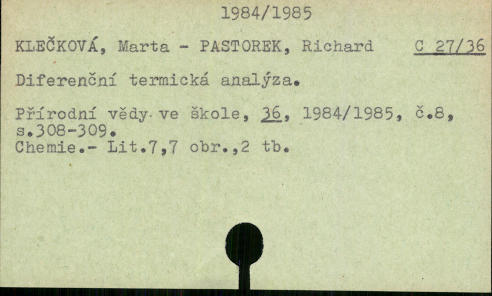 1984/1985
KLEČKOVÁ, Marta - PASTOREK, Richard C 27/36
Diferenční termická analýza.
Přírodní vědy ve škole, 36, 1984/1985, č.8,
s.308-309.
Chemie.- Lit.7,7 obr.,2 tb.